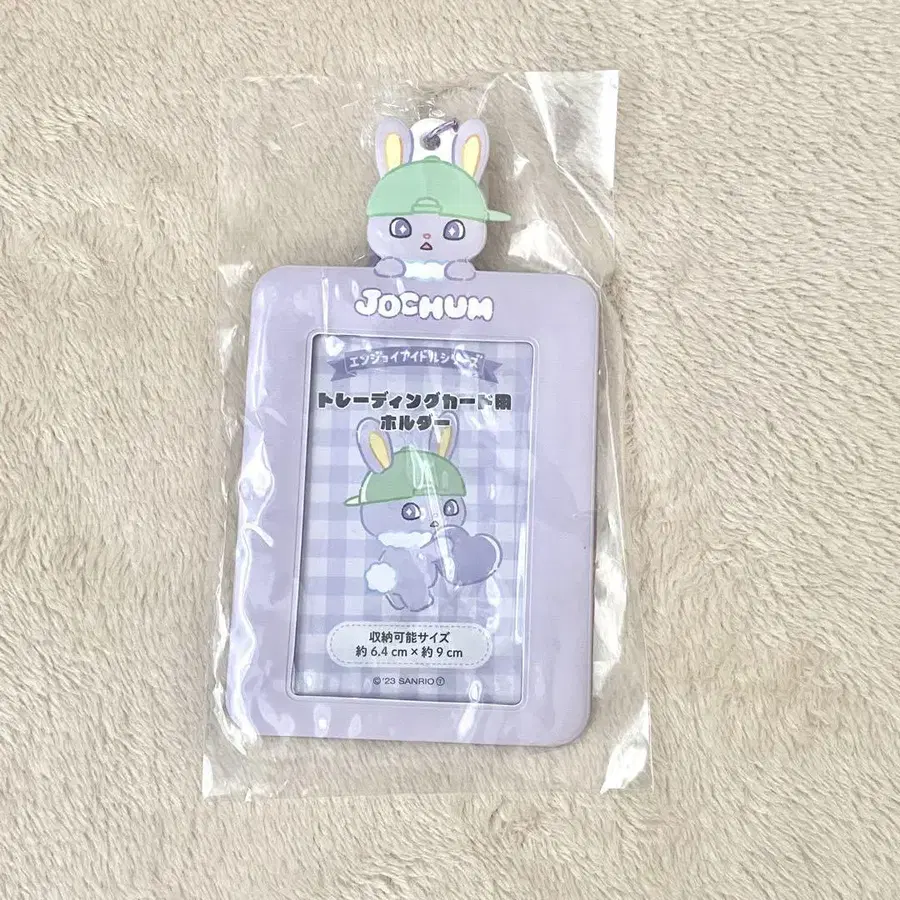 JOCHUM
エンジョイアイドルシリーズ
トレーディングカード用
ホルダー
収納可能サイズ
約 6.4 cm × 約 9 cm
©'23 SANRIO Ⓣ